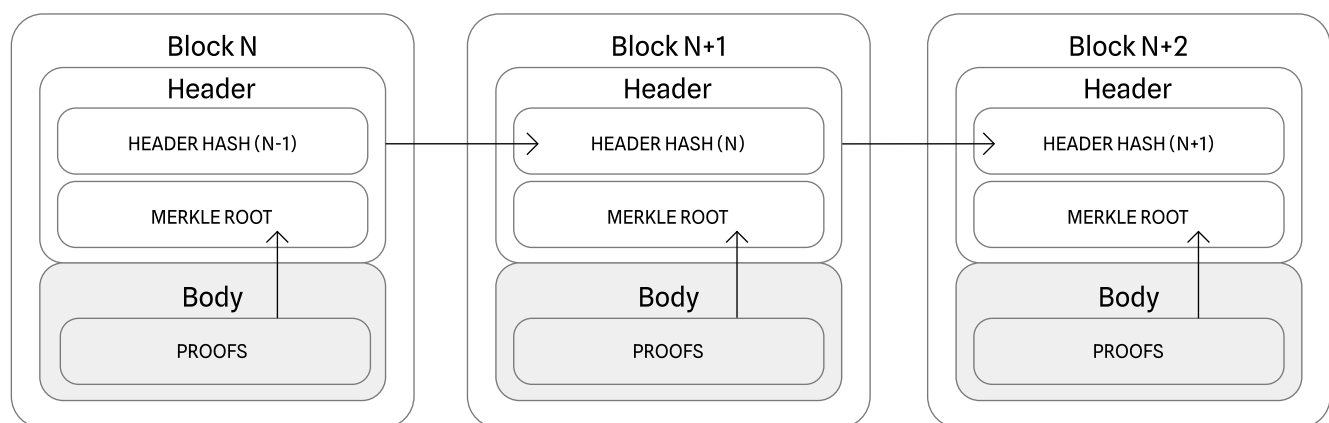 Block N
Header
HEADER HASH (N-1)
MERKLE ROOT
Body
PROOFS
Block N+1
Header
HEADER HASH (N)
MERKLE ROOT
Body
PROOFS
Block N+2
Header
HEADER HASH (N+1)
MERKLE ROOT
Body
PROOFS